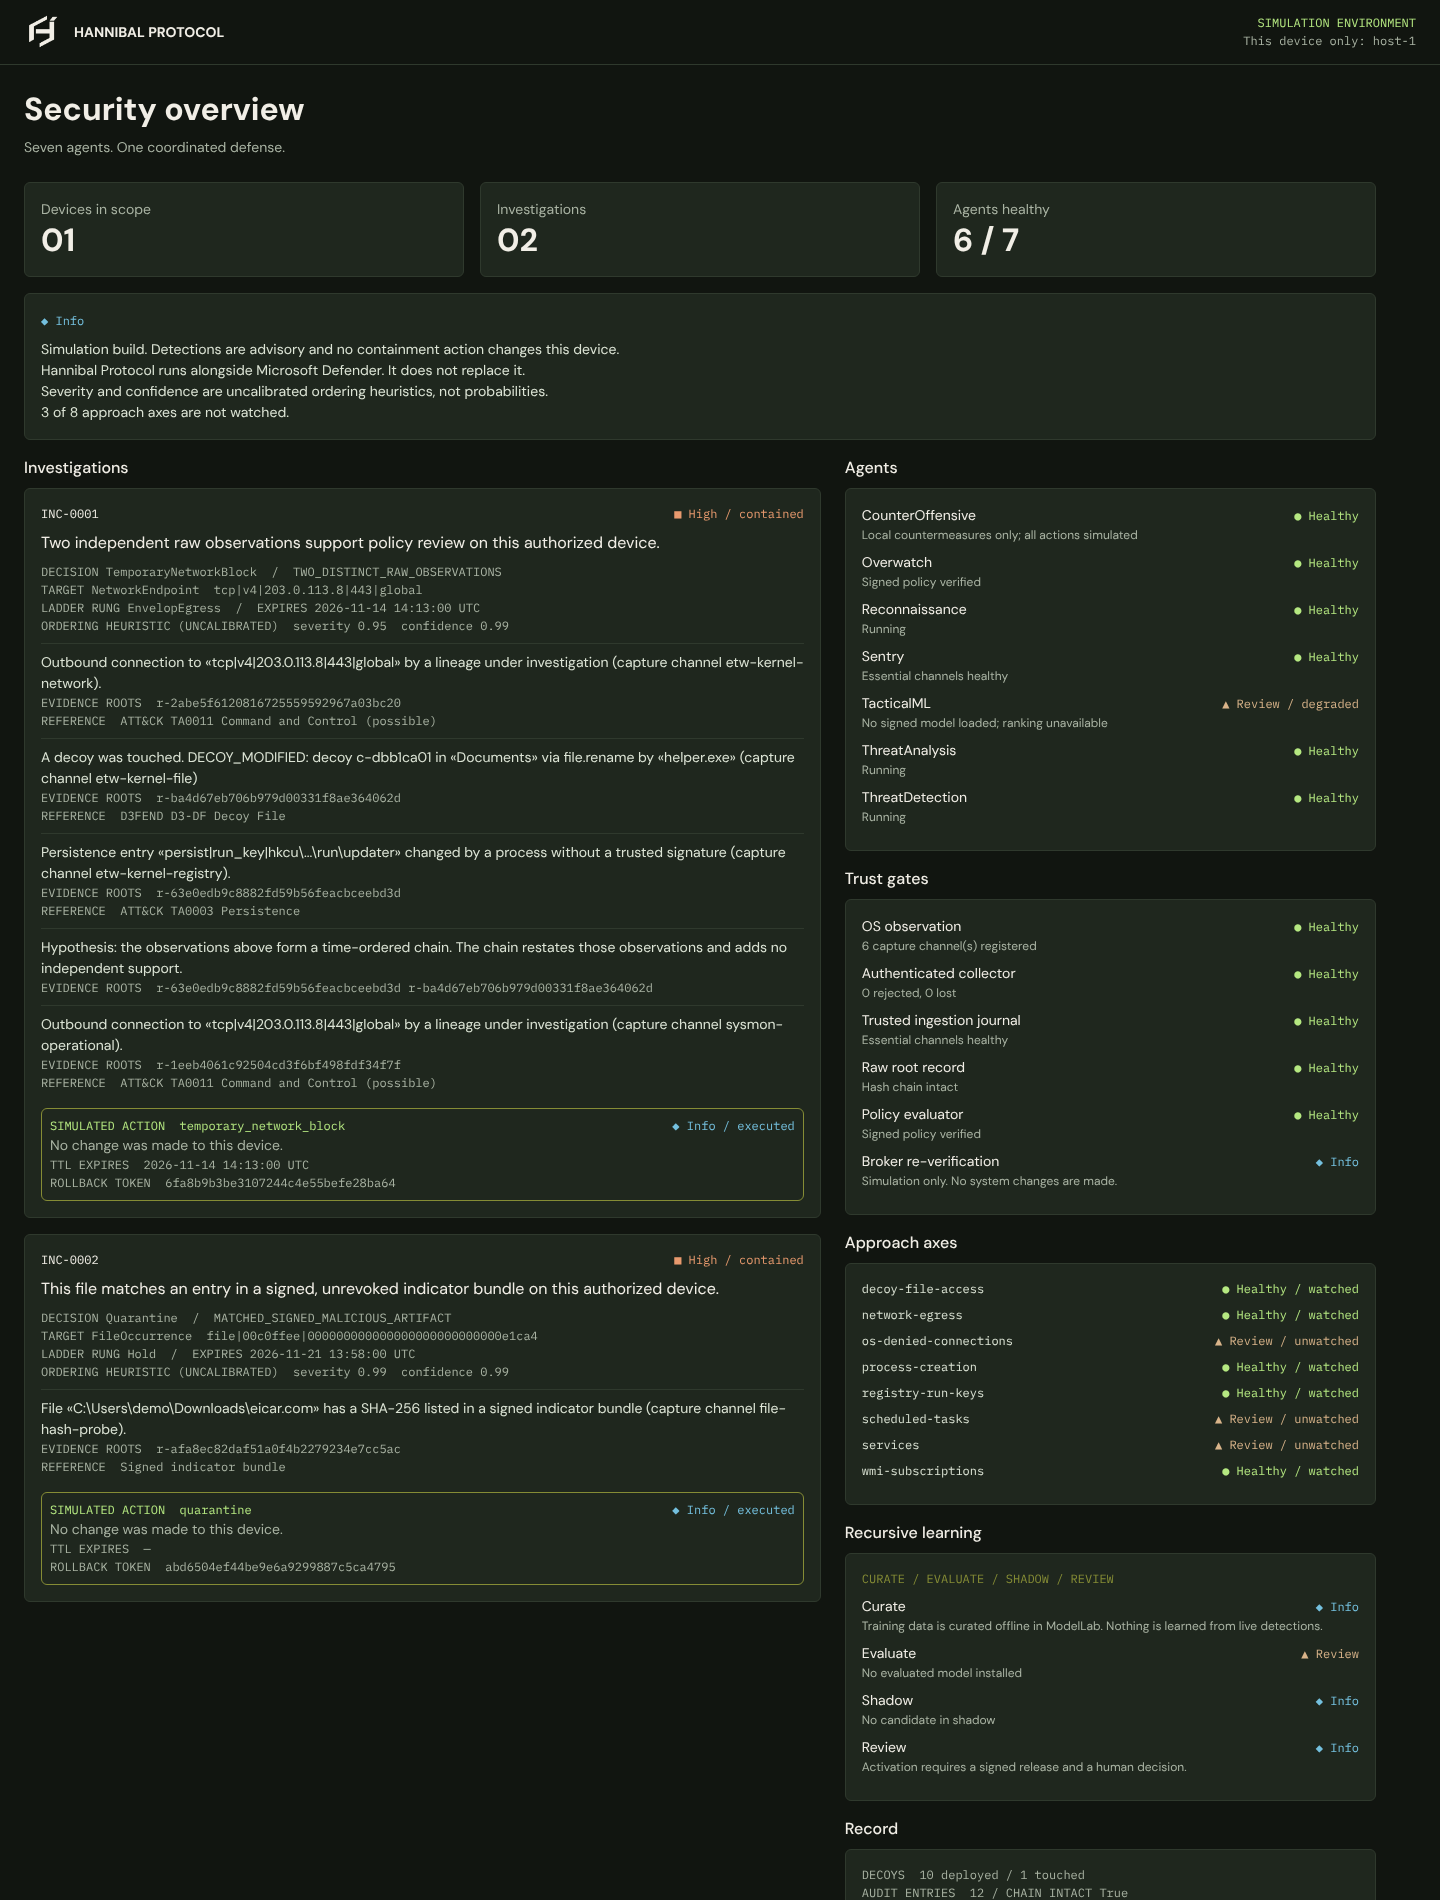 HANNIBAL PROTOCOL
SIMULATION ENVIRONMENT
This device only: host-1
Security overview
Seven agents. One coordinated defense.
Devices in scope
01
Investigations
02
Agents healthy
6 / 7
◆ Info
Simulation build. Detections are advisory and no containment action changes this device.
Hannibal Protocol runs alongside Microsoft Defender. It does not replace it.
Severity and confidence are uncalibrated ordering heuristics, not probabilities.
3 of 8 approach axes are not watched.
Investigations
INC-0001
■ High / contained
Two independent raw observations support policy review on this authorized device.
DECISION TemporaryNetworkBlock / TWO_DISTINCT_RAW_OBSERVATIONS
TARGET NetworkEndpoint tcp|v4|203.0.113.8|443|global
LADDER RUNG EnvelopEgress / EXPIRES 2026-11-14 14:13:00 UTC
ORDERING HEURISTIC (UNCALIBRATED) severity 0.95 confidence 0.99
Outbound connection to «tcp|v4|203.0.113.8|443|global» by a lineage under investigation (capture channel etw-kernel-
network).
EVIDENCE ROOTS r-2abe5f6120816725559592967a03bc20
REFERENCE ATT&CK TA0011 Command and Control (possible)
A decoy was touched. DECOY_MODIFIED: decoy c-dbb1ca01 in «Documents» via file.rename by «helper.exe» (capture
channel etw-kernel-file)
EVIDENCE ROOTS r-ba4d67eb706b979d00331f8ae364062d
REFERENCE D3FEND D3-DF Decoy File
Persistence entry «persist|run_key|hkcu\...\run\updater» changed by a process without a trusted signature (capture
channel etw-kernel-registry).
EVIDENCE ROOTS r-63e0edb9c8882fd59b56feacbceebd3d
REFERENCE ATT&CK TA0003 Persistence
Hypothesis: the observations above form a time-ordered chain. The chain restates those observations and adds no
independent support.
EVIDENCE ROOTS r-63e0edb9c8882fd59b56feacbceebd3d r-ba4d67eb706b979d00331f8ae364062d
Outbound connection to «tcp|v4|203.0.113.8|443|global» by a lineage under investigation (capture channel sysmon-
operational).
EVIDENCE ROOTS r-1eeb4061c92504cd3f6bf498fdf34f7f
REFERENCE ATT&CK TA0011 Command and Control (possible)
SIMULATED ACTION temporary_network_block
◆ Info / executed
No change was made to this device.
TTL EXPIRES 2026-11-14 14:13:00 UTC
ROLLBACK TOKEN 6fa8b9b3be3107244c4e55befe28ba64
INC-0002
■ High / contained
This file matches an entry in a signed, unrevoked indicator bundle on this authorized device.
DECISION Quarantine / MATCHED_SIGNED_MALICIOUS_ARTIFACT
TARGET FileOccurrence file|00c0ffee|000000000000000000000000000e1ca4
LADDER RUNG Hold / EXPIRES 2026-11-21 13:58:00 UTC
ORDERING HEURISTIC (UNCALIBRATED) severity 0.99 confidence 0.99
File «C:\Users\demo\Downloads\eicar.com» has a SHA-256 listed in a signed indicator bundle (capture channel file-
hash-probe).
EVIDENCE ROOTS r-afa8ec82daf51a0f4b2279234e7cc5ac
REFERENCE Signed indicator bundle
SIMULATED ACTION quarantine
◆ Info / executed
No change was made to this device.
TTL EXPIRES —
ROLLBACK TOKEN abd6504ef44be9e6a9299887c5ca4795
Agents
CounterOffensive
● Healthy
Local countermeasures only; all actions simulated
Overwatch
● Healthy
Signed policy verified
Reconnaissance
● Healthy
Running
Sentry
● Healthy
Essential channels healthy
TacticalML
▲ Review / degraded
No signed model loaded; ranking unavailable
ThreatAnalysis
● Healthy
Running
ThreatDetection
● Healthy
Running
Trust gates
OS observation
● Healthy
6 capture channel(s) registered
Authenticated collector
● Healthy
0 rejected, 0 lost
Trusted ingestion journal
● Healthy
Essential channels healthy
Raw root record
● Healthy
Hash chain intact
Policy evaluator
● Healthy
Signed policy verified
Broker re-verification
◆ Info
Simulation only. No system changes are made.
Approach axes
decoy-file-access ● Healthy / watched
network-egress ● Healthy / watched
os-denied-connections ▲ Review / unwatched
process-creation ● Healthy / watched
registry-run-keys ● Healthy / watched
scheduled-tasks ▲ Review / unwatched
services ▲ Review / unwatched
wmi-subscriptions ● Healthy / watched
Recursive learning
CURATE / EVALUATE / SHADOW / REVIEW
Curate
◆ Info
Training data is curated offline in ModelLab. Nothing is learned from live detections.
Evaluate
▲ Review
No evaluated model installed
Shadow
◆ Info
No candidate in shadow
Review
◆ Info
Activation requires a signed release and a human decision.
Record
DECOYS 10 deployed / 1 touched
AUDIT ENTRIES 12 / CHAIN INTACT True